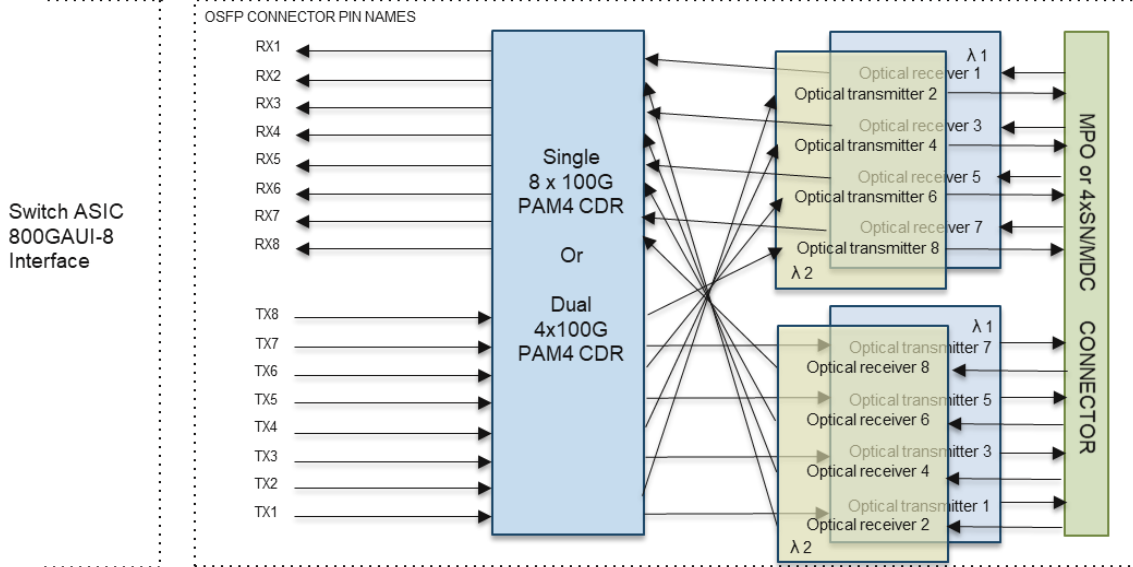 OSFP CONNECTOR PIN NAMES
RX1
RX2
RX3
RX4
RX5
RX6
RX7
RX8
Switch ASIC
800GAUI-8
Interface
TX8
TX7
TX6
TX5
TX4
TX3
TX2
TX1
Single
8 x 100G
PAM4 CDR
Or
Dual
4x100G
PAM4 CDR
λ 1
Optical receiver 1
Optical transmitter 2
Optical receiver 3
Optical transmitter 4
Optical receiver 5
Optical transmitter 6
Optical receiver 7
Optical transmitter 8
λ 2
λ 1
Optical transmitter 7
Optical receiver 8
Optical transmitter 5
Optical receiver 6
Optical transmitter 3
Optical receiver 4
Optical transmitter 1
Optical receiver 2
λ 2
MPO or 4xSN/MDC CONNECTOR